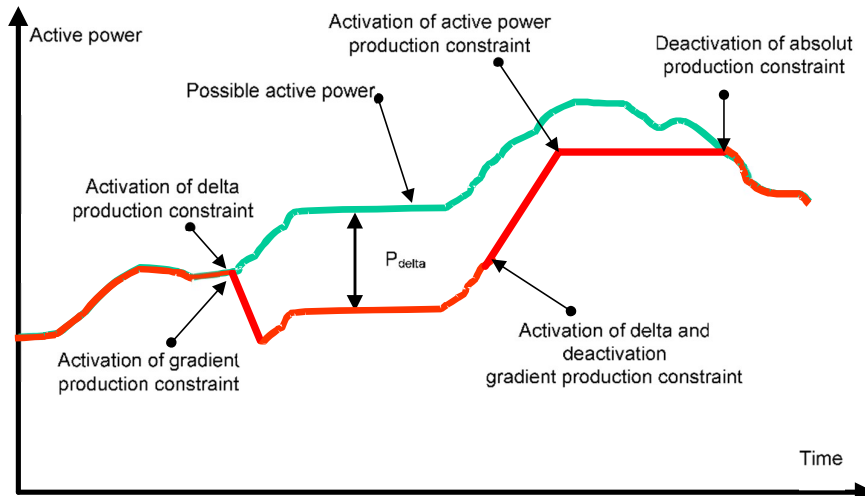 Active power
Activation of active power
production constraint
Deactivation of absolut
production constraint
Possible active power
Activation of delta
production constraint
Pdelta
Activation of gradient
production constraint
Activation of delta and
deactivation
gradient production constraint
Time